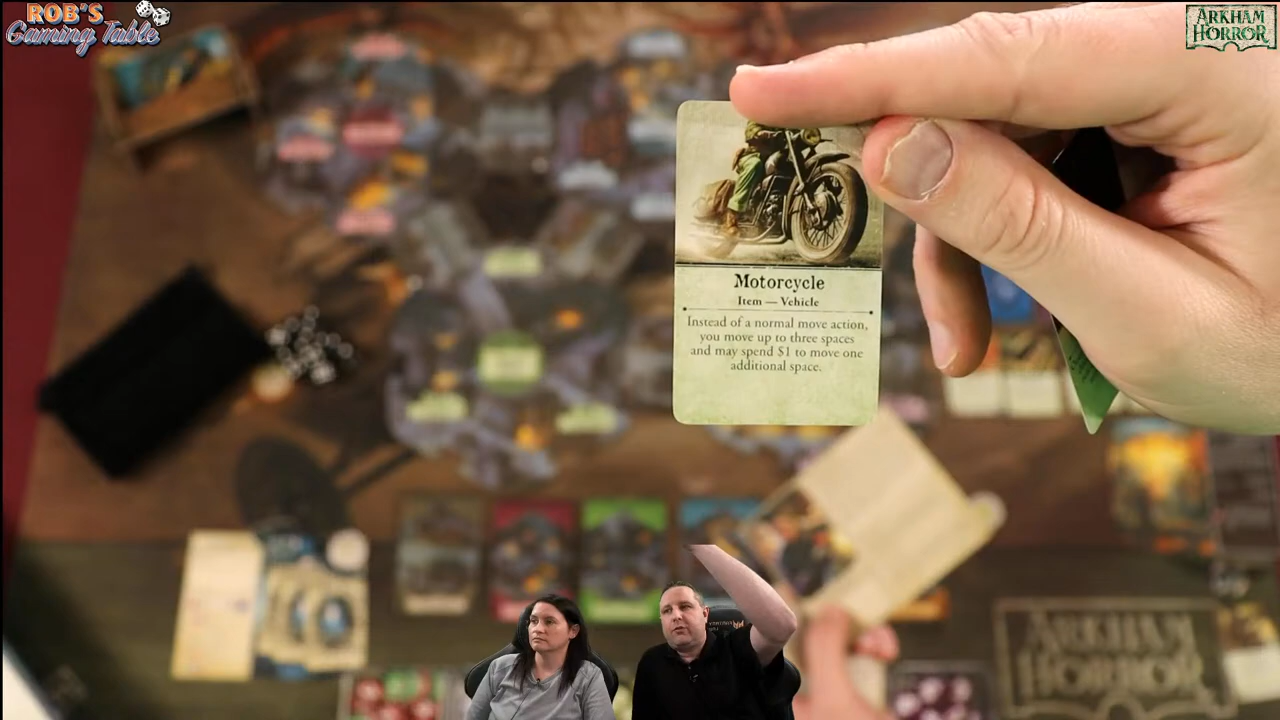 ROB'S
Gaming Table
ARKHAM
HORROR
Motorcycle
Item — Vehicle
Instead of a normal move action,
you move up to three spaces
and may spend $1 to move one
additional space.
ARKHAM
HORROR